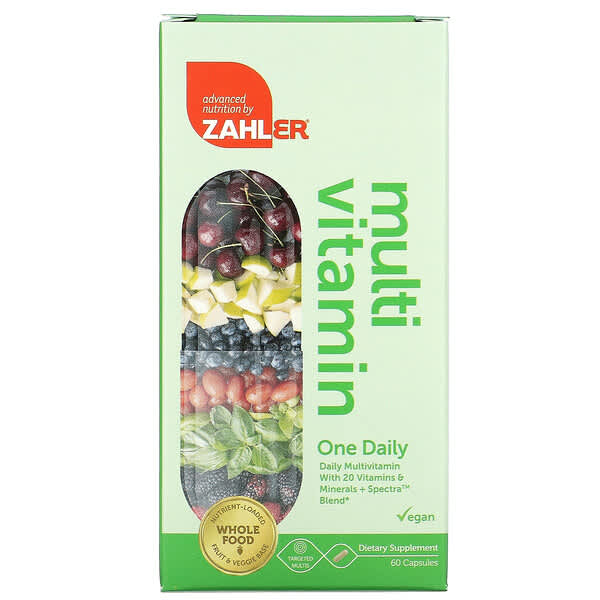 advanced
nutrition by
ZAHLER®
multi
vitamin
One Daily
Daily Multivitamin
With 20 Vitamins &
Minerals + Spectra™
Blend*
Vegan
NUTRIENT-LOADED
WHOLE
FOOD
FRUIT & VEGGIE BASE
TARGETED
MULTIS
Dietary Supplement
60 Capsules